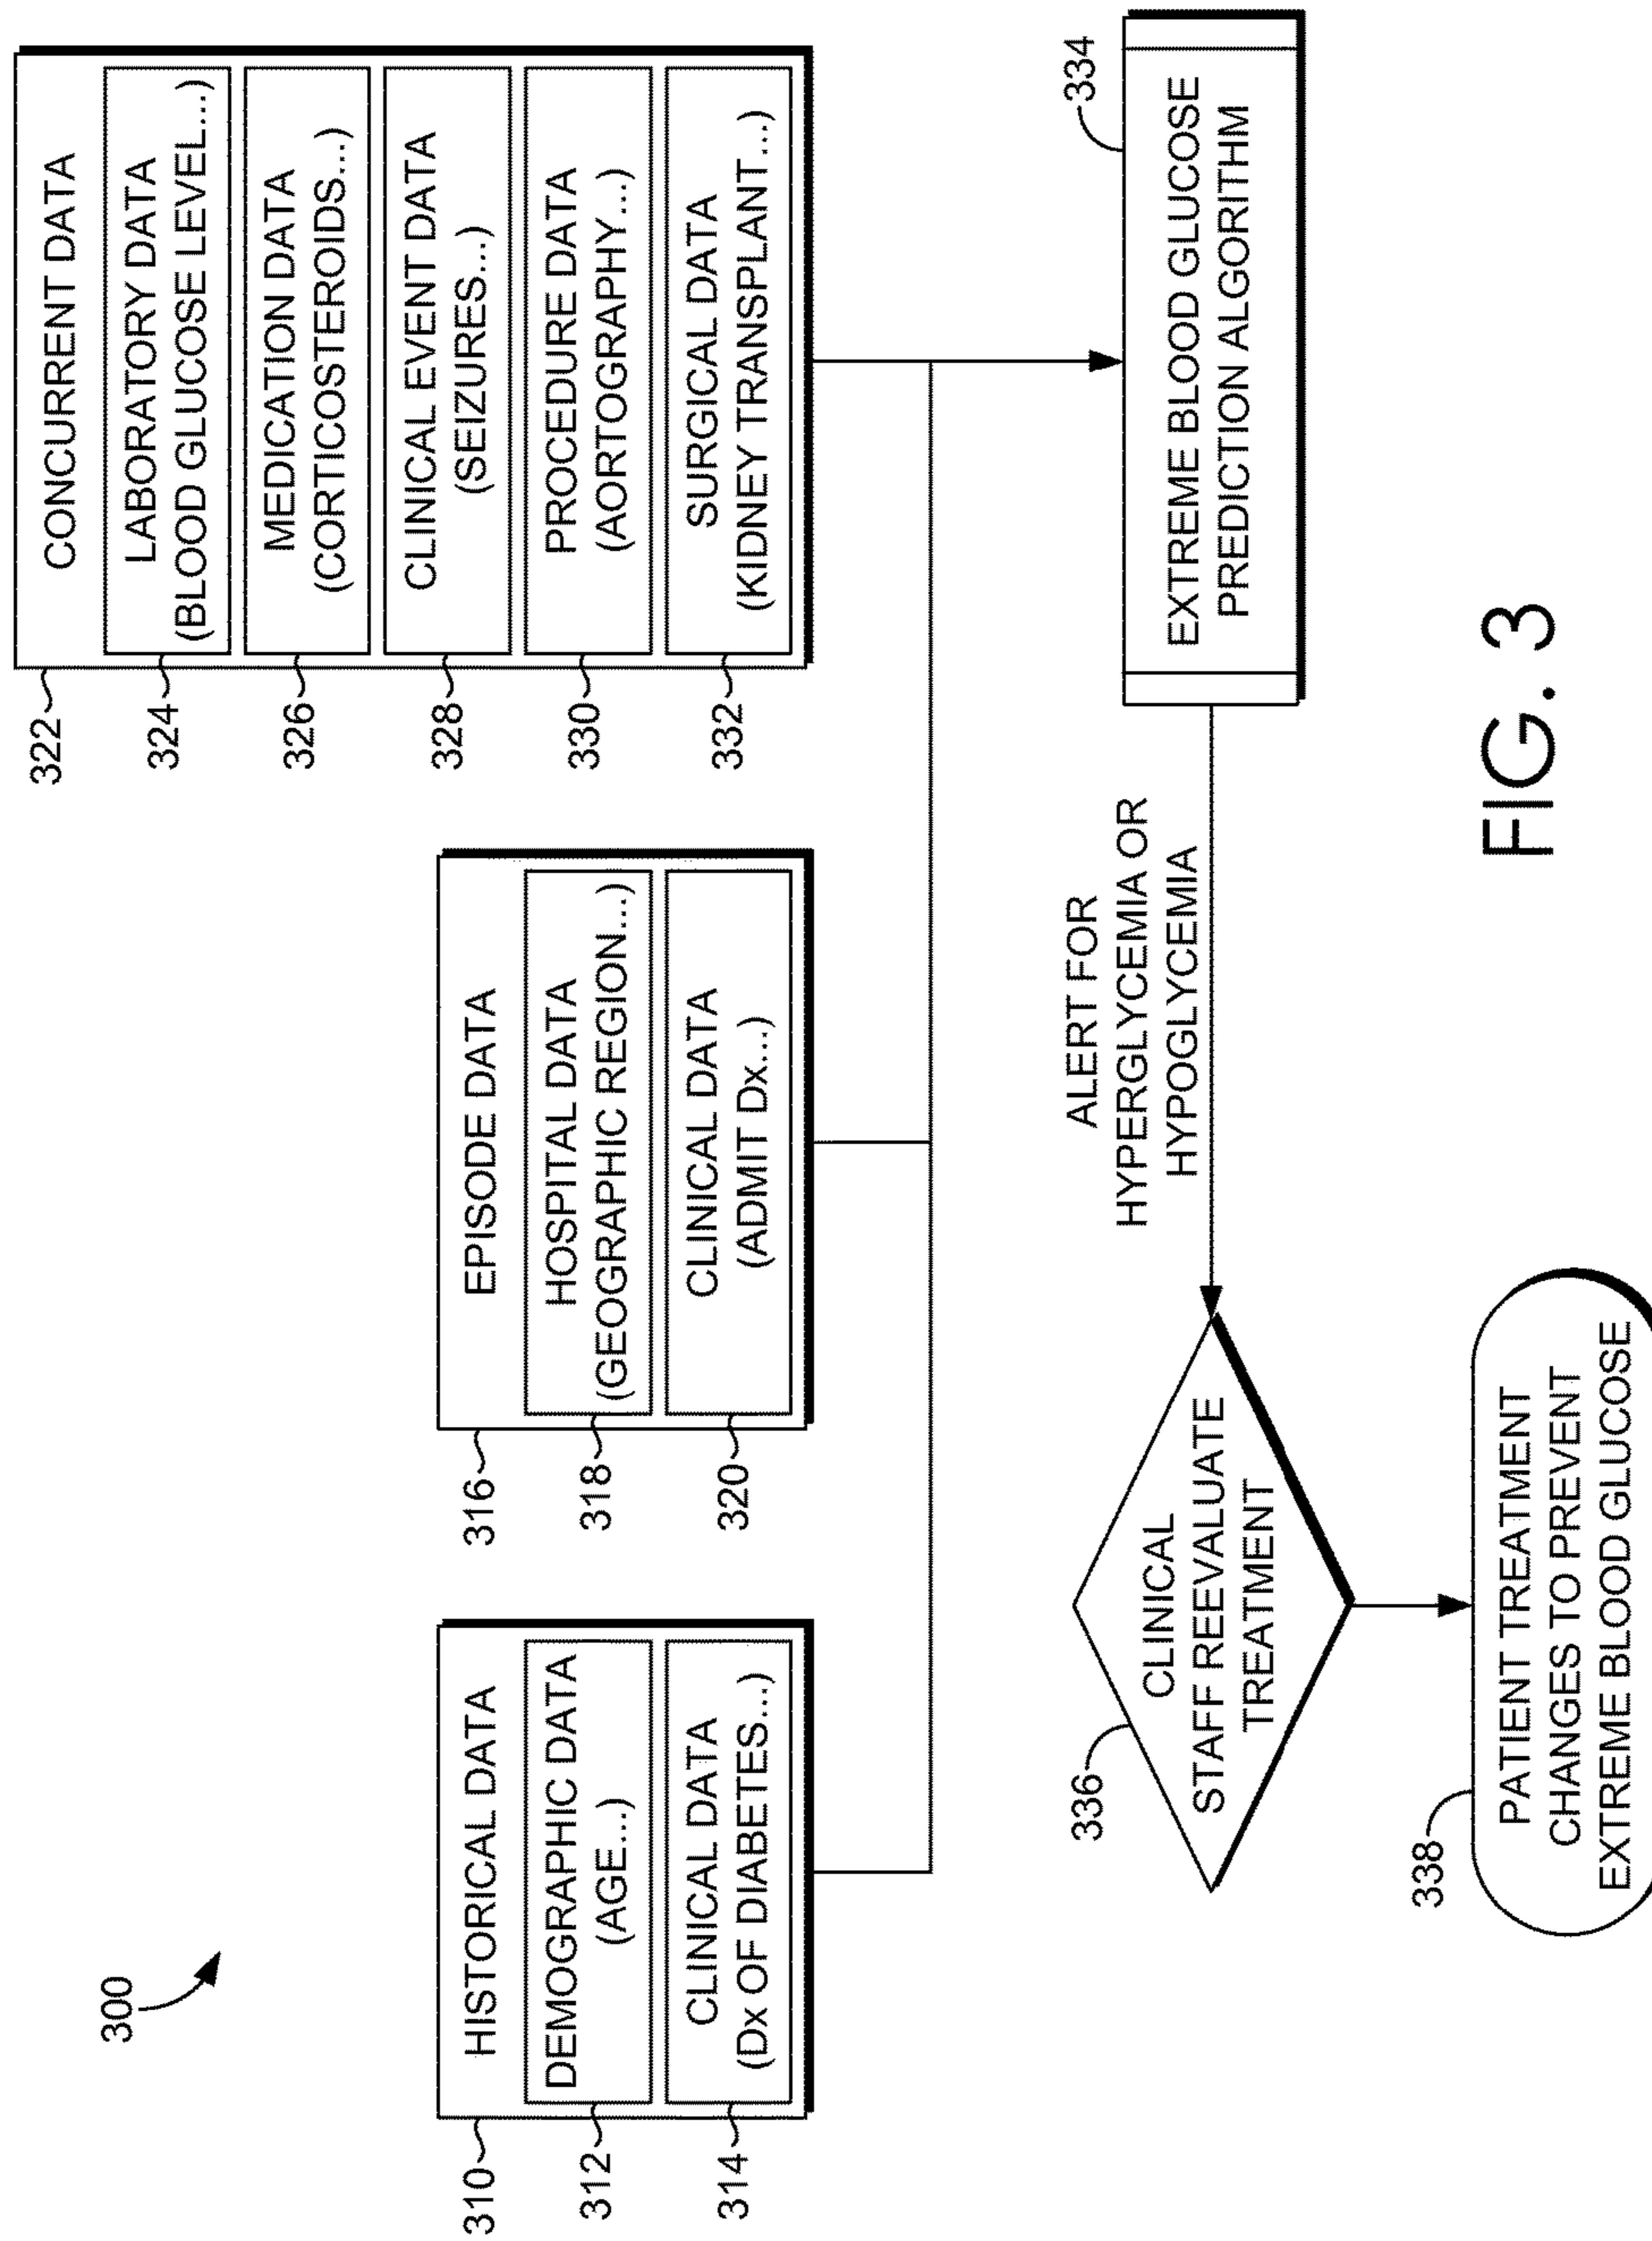 300
310
HISTORICAL DATA
312
DEMOGRAPHIC DATA
(AGE...)
314
CLINICAL DATA
(Dx OF DIABETES...)
316
EPISODE DATA
318
HOSPITAL DATA
(GEOGRAPHIC REGION...)
320
CLINICAL DATA
(ADMIT Dx...)
322
CONCURRENT DATA
324
LABORATORY DATA
(BLOOD GLUCOSE LEVEL...)
326
MEDICATION DATA
(CORTICOSTEROIDS...)
328
CLINICAL EVENT DATA
(SEIZURES...)
330
PROCEDURE DATA
(AORTOGRAPHY...)
332
SURGICAL DATA
(KIDNEY TRANSPLANT...)
334
EXTREME BLOOD GLUCOSE
PREDICTION ALGORITHM
ALERT FOR
HYPERGLYCEMIA OR
HYPOGLYCEMIA
336
CLINICAL
STAFF REEVALUATE
TREATMENT
338
PATIENT TREATMENT
CHANGES TO PREVENT
EXTREME BLOOD GLUCOSE
FIG. 3